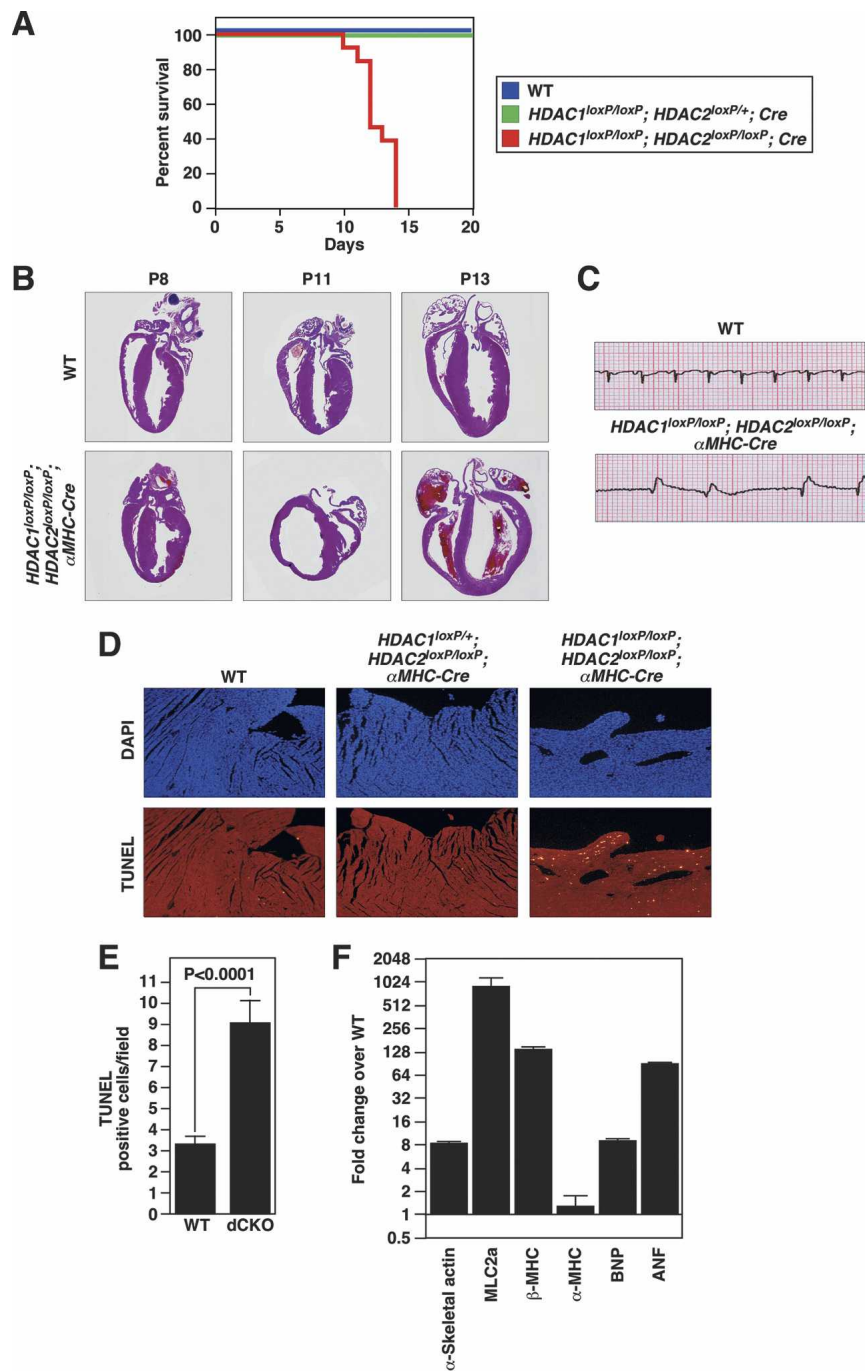 A
100
80
60
40
20
0
Percent survival
0 5 10 15 20
Days
WT
HDAC1loxP/loxP; HDAC2loxP/+; Cre
HDAC1loxP/loxP; HDAC2loxP/loxP; Cre
B
P8 P11 P13
WT
HDAC1loxP/loxP;
HDAC2loxP/loxP;
αMHC-Cre
C
WT
HDAC1loxP/loxP; HDAC2loxP/loxP;
αMHC-Cre
D
WT
HDAC1loxP/+;
HDAC2loxP/loxP;
αMHC-Cre
HDAC1loxP/loxP;
HDAC2loxP/loxP;
αMHC-Cre
DAPI
TUNEL
E
P<0.0001
11
10
9
8
7
6
5
4
3
2
1
0
TUNEL
positive cells/field
WT dCKO
F
2048
1024
512
256
128
64
32
16
8
4
2
1
0.5
Fold change over WT
α-Skeletal actin
MLC2a
β-MHC
α-MHC
BNP
ANF